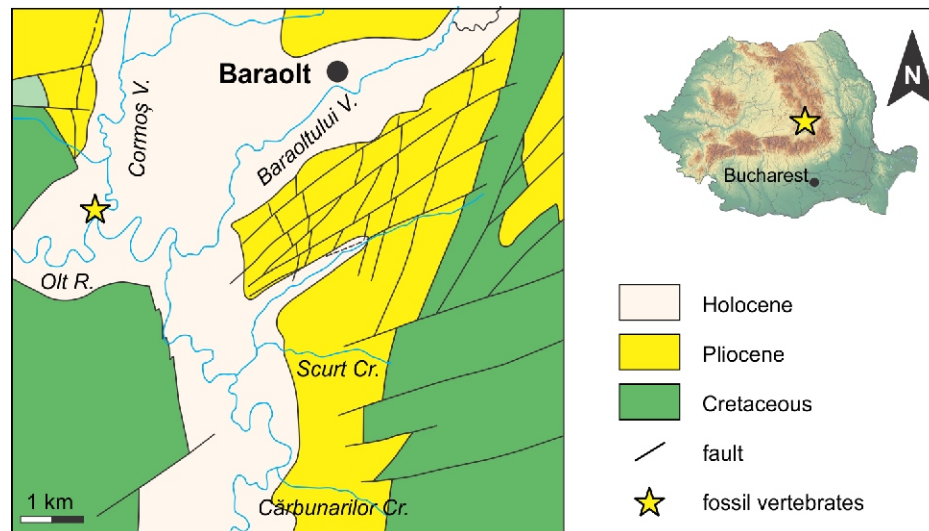 Baraolt
Cormoş V.
Baraoltului V.
Olt R.
Scurt Cr.
Cărbunarilor Cr.
1 km
N
Bucharest
Holocene
Pliocene
Cretaceous
fault
fossil vertebrates